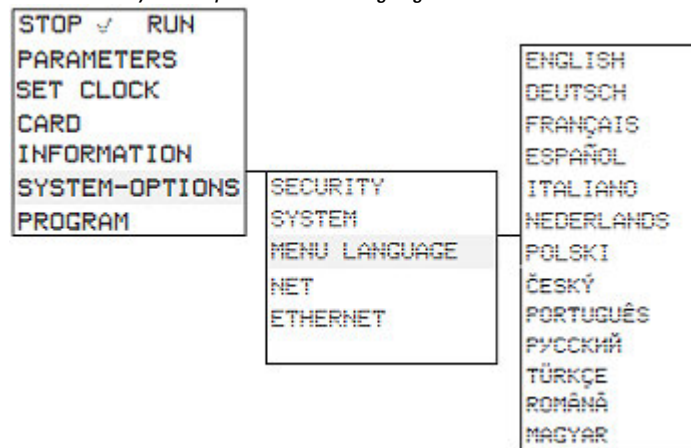 STOP √ RUN
PARAMETERS
SET CLOCK
CARD
INFORMATION
SYSTEM-OPTIONS
PROGRAM
SECURITY
SYSTEM
MENU LANGUAGE
NET
ETHERNET
ENGLISH
DEUTSCH
FRANÇAIS
ESPAÑOL
ITALIANO
NEDERLANDS
POLSKI
ČESKÝ
PORTUGUÊS
РУССКИЙ
TÜRKÇE
ROMÂNĂ
MAGYAR